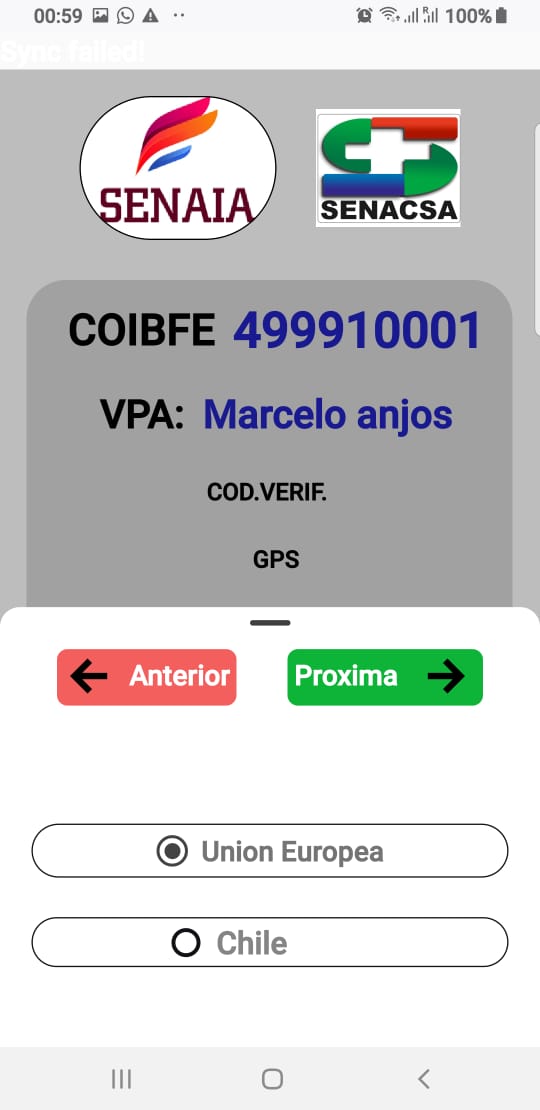 00:59 R 100%
Sync failed!
SENAIA SENACSA
COIBFE 499910001
VPA: Marcelo anjos
COD.VERIF.
GPS
Anterior Proxima
Union Europea
Chile